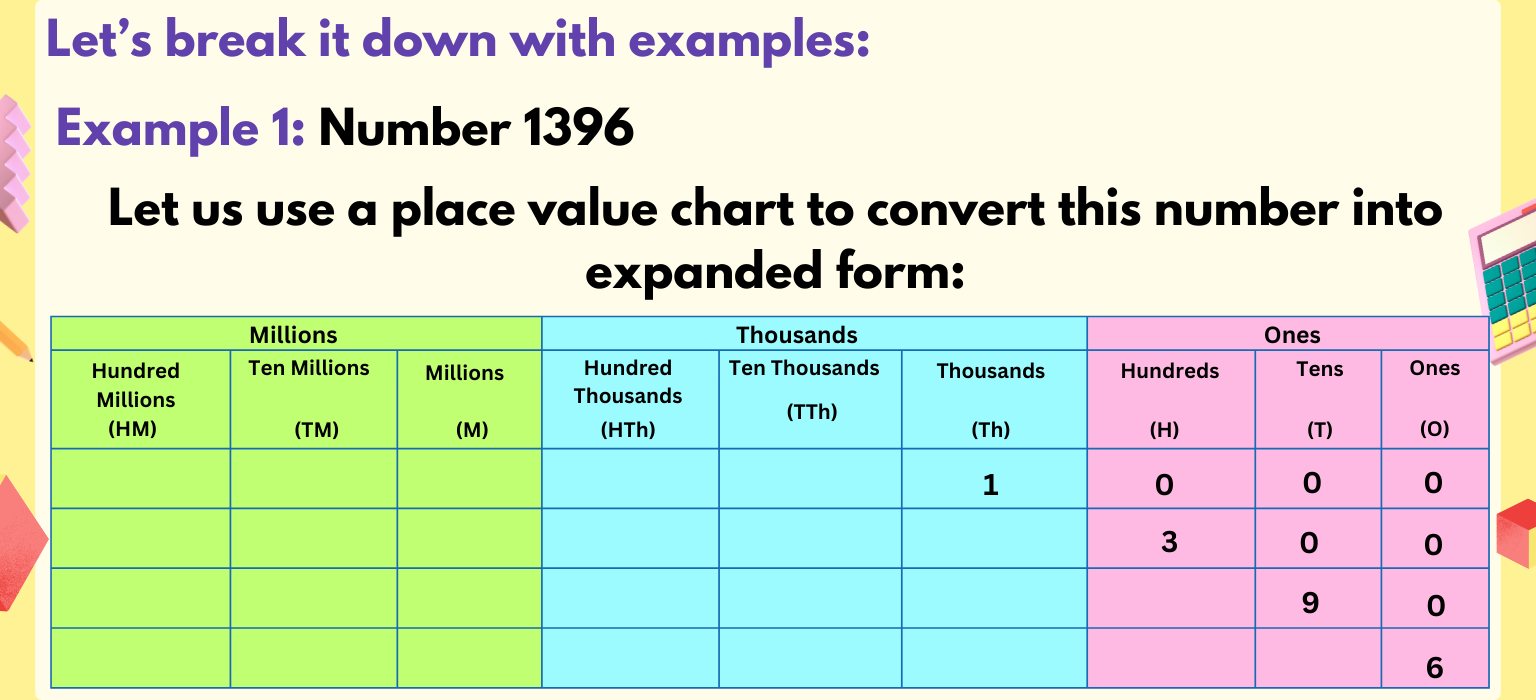 Let’s break it down with examples:
Example 1: Number 1396
Let us use a place value chart to convert this number into
expanded form:
Millions Thousands Ones
Hundred Millions (HM) Ten Millions (TM) Millions (M) Hundred Thousands (HTh) Ten Thousands (TTh) Thousands (Th) Hundreds (H) Tens (T) Ones (O)
1 0 0 0
3 0 0
9 0
6